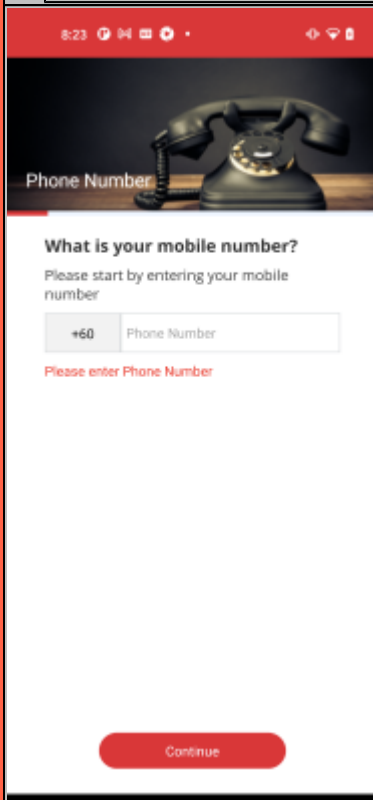 8:23
Phone Number
What is your mobile number?
Please start by entering your mobile
number
+60 Phone Number
Please enter Phone Number
Continue